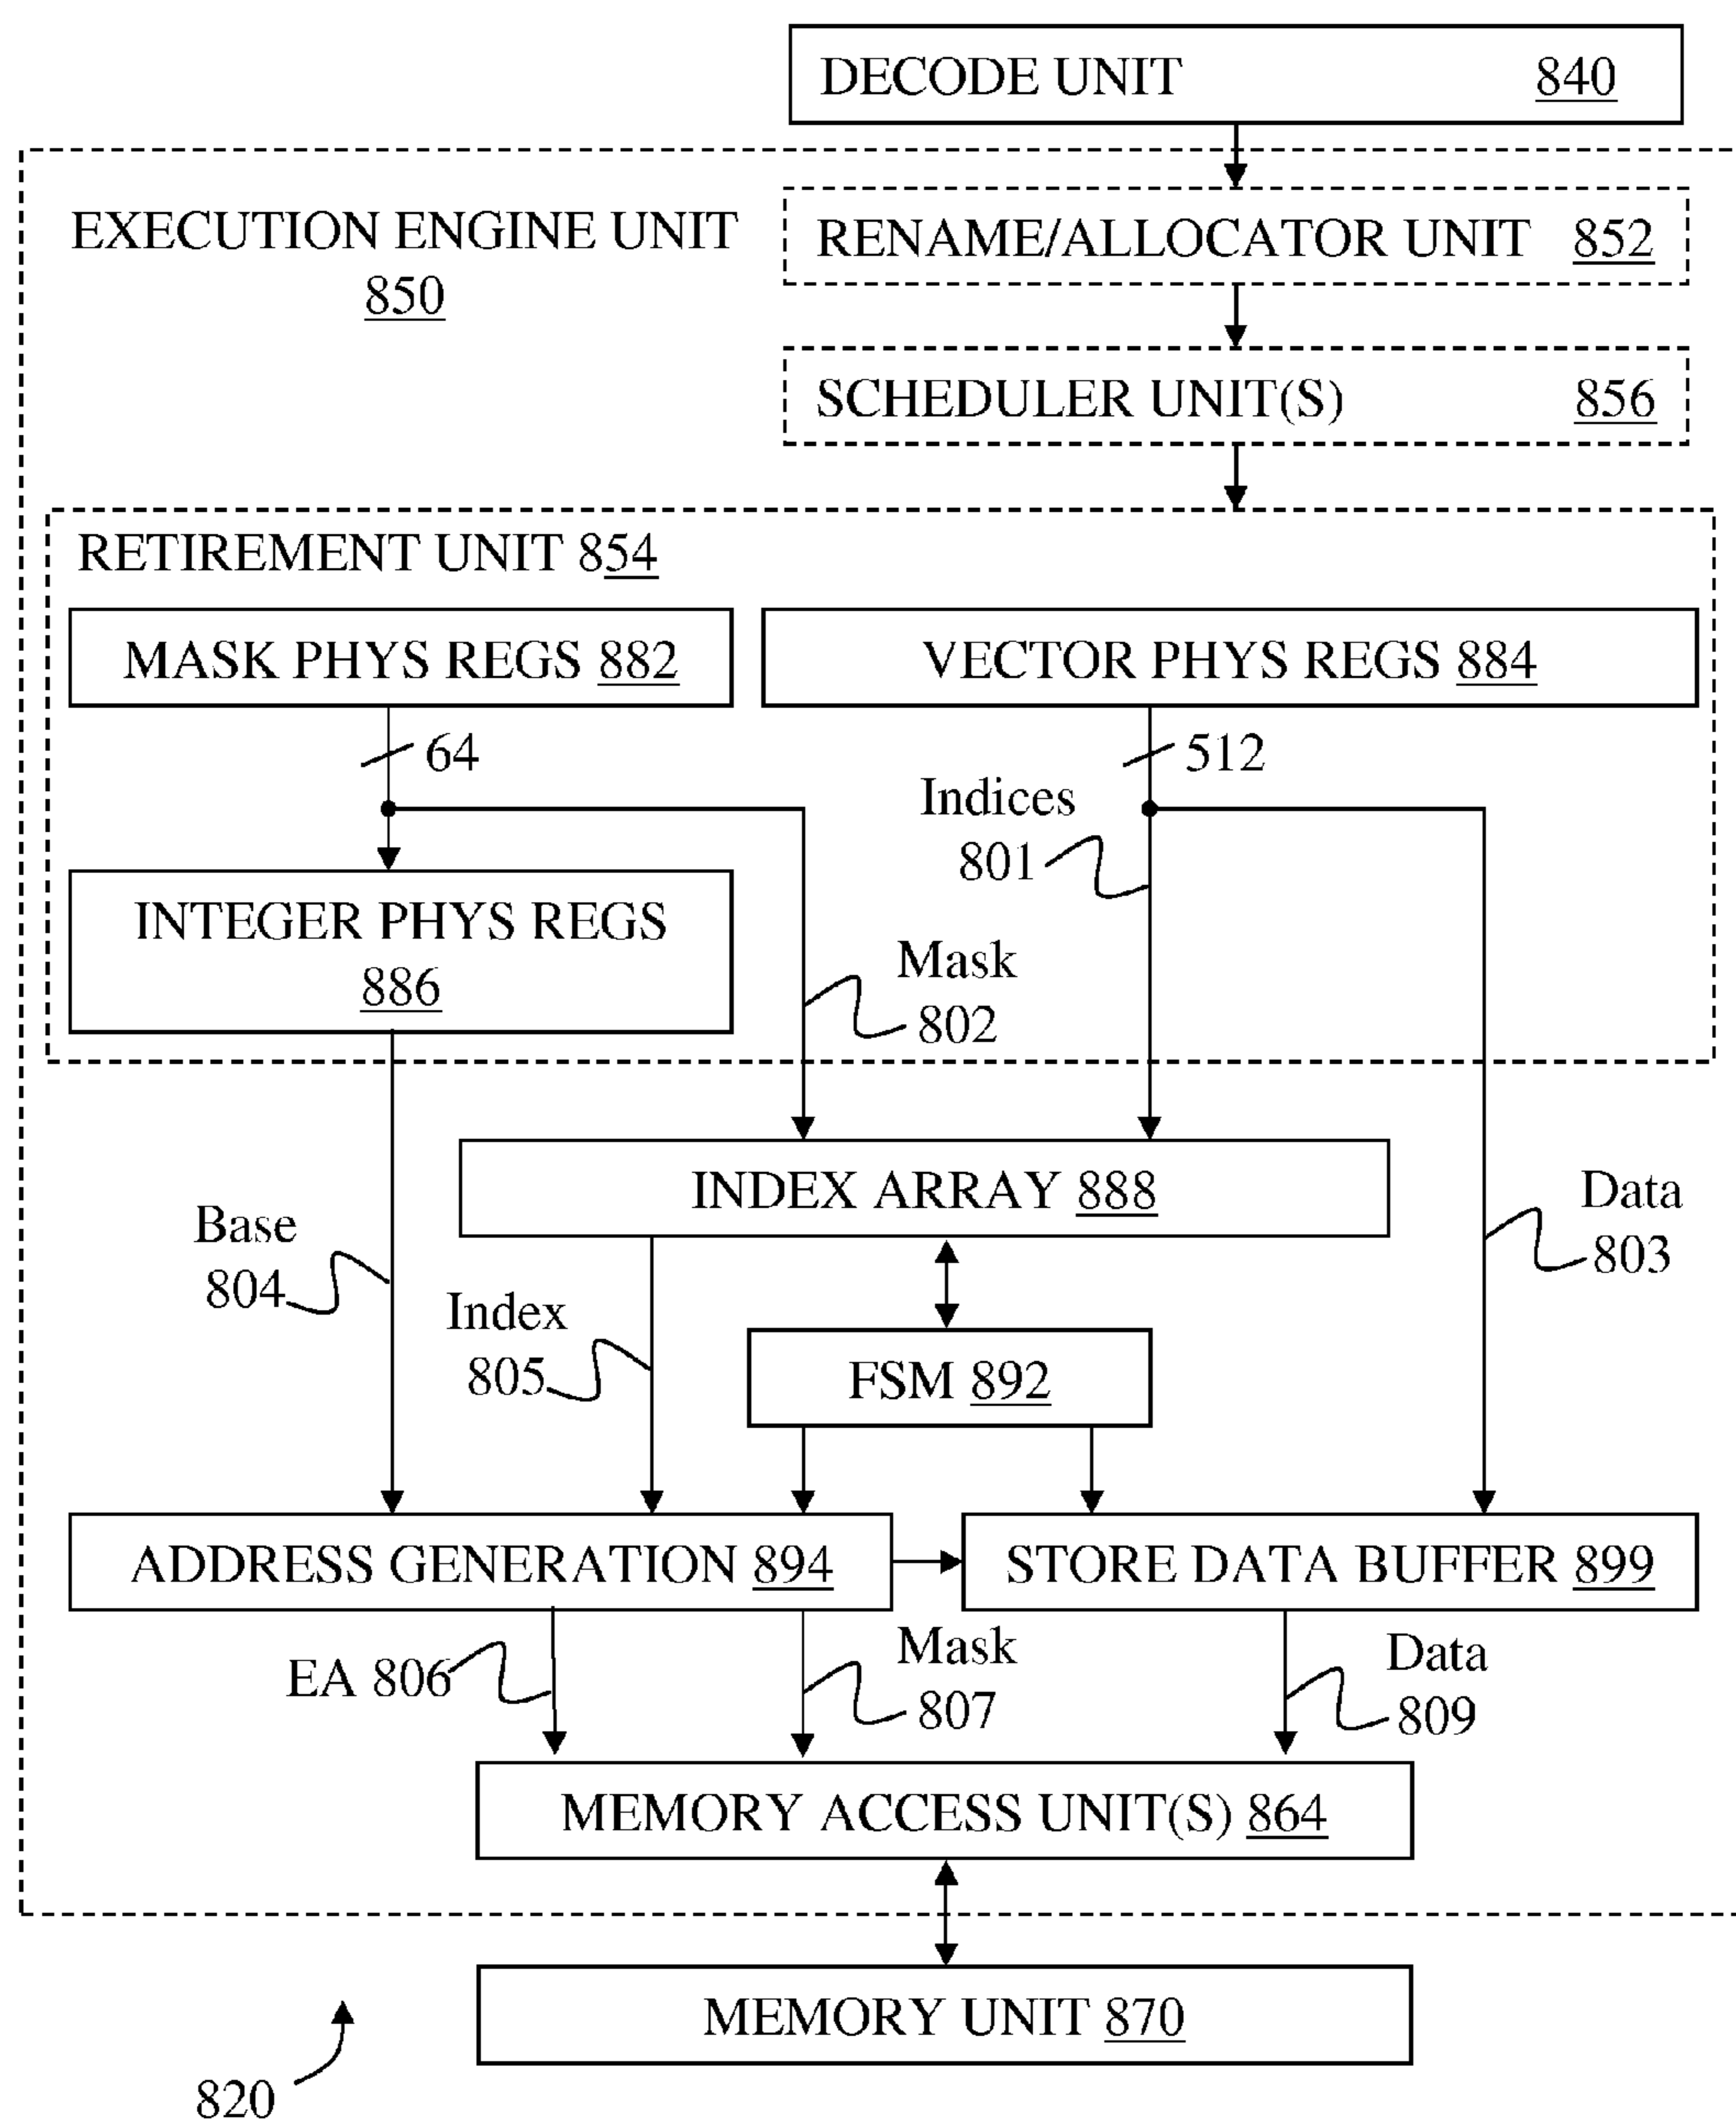 DECODE UNIT 840
EXECUTION ENGINE UNIT
850
RENAME/ALLOCATOR UNIT 852
SCHEDULER UNIT(S) 856
RETIREMENT UNIT 854
MASK PHYS REGS 882
VECTOR PHYS REGS 884
64
512
Indices
801
INTEGER PHYS REGS
886
Mask
802
INDEX ARRAY 888
Base
804
Data
803
Index
805
FSM 892
ADDRESS GENERATION 894
STORE DATA BUFFER 899
EA 806
Mask
807
Data
809
MEMORY ACCESS UNIT(S) 864
MEMORY UNIT 870
820